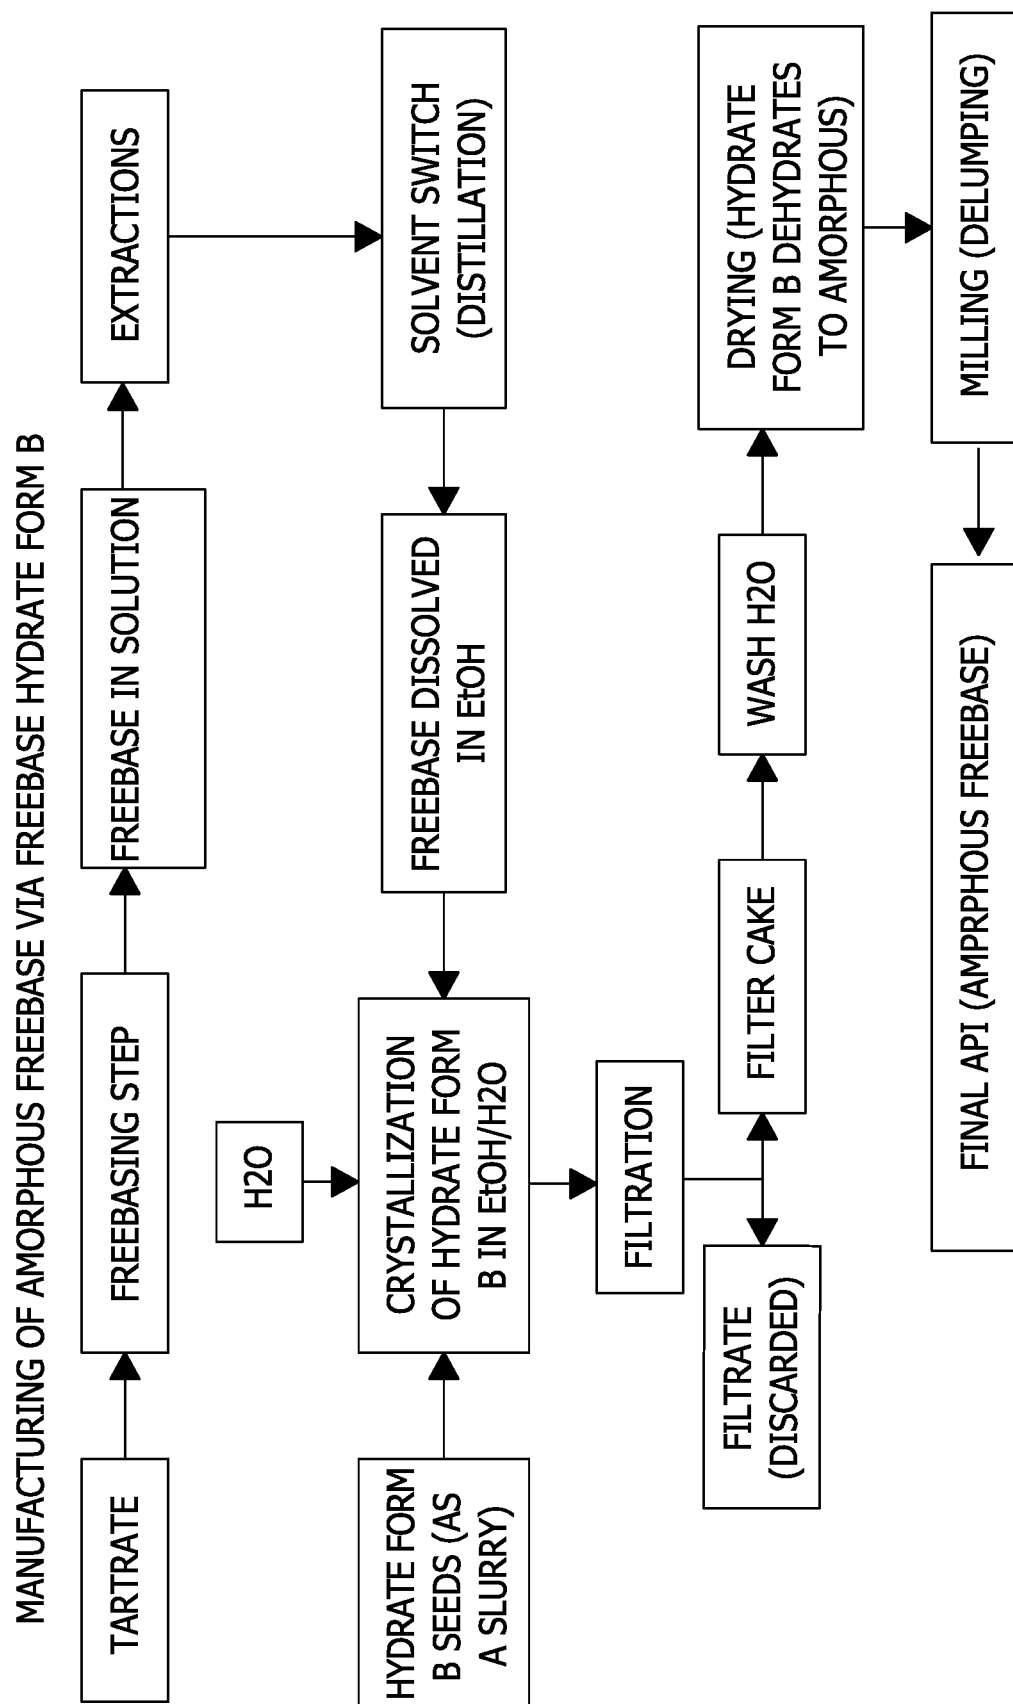 MANUFACTURING OF AMORPHOUS FREEBASE VIA FREEBASE HYDRATE FORM B
TARTRATE
FREEBASING STEP
FREEBASE IN SOLUTION
EXTRACTIONS
H2O
HYDRATE FORM
B SEEDS (AS
A SLURRY)
CRYSTALLIZATION
OF HYDRATE FORM
B IN EtOH/H2O
FREEBASE DISSOLVED
IN EtOH
SOLVENT SWITCH
(DISTILLATION)
FILTRATION
FILTRATE
(DISCARDED)
FILTER CAKE
WASH H2O
DRYING (HYDRATE
FORM B DEHYDRATES
TO AMORPHOUS)
FINAL API (AMPRPHOUS FREEBASE)
MILLING (DELUMPING)